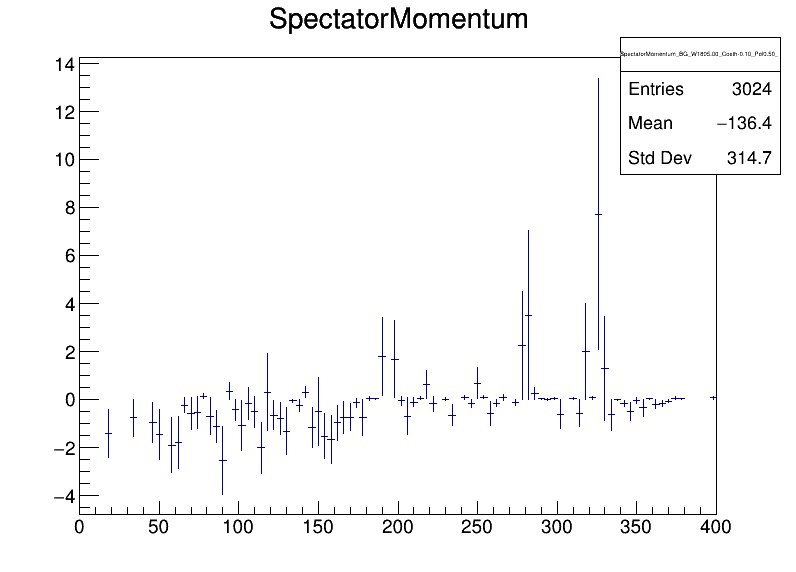 SpectatorMomentum
SpectatorMomentum_BG_W1805.00_Costh-0.10_Pol0.50_
Entries 3024
Mean −136.4
Std Dev 314.7
14
12
10
8
6
4
2
0
−2
−4
0 50 100 150 200 250 300 350 400